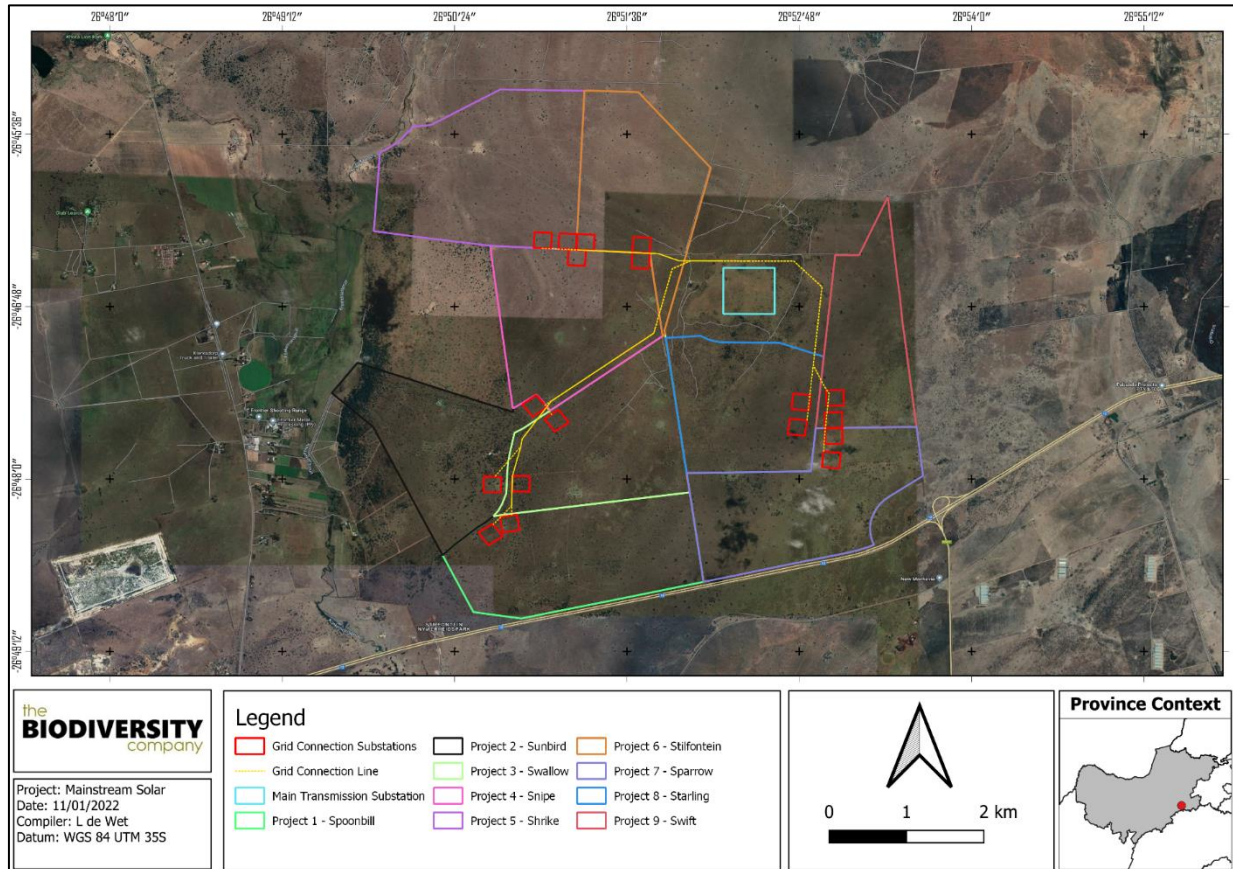 26°48'0" 26°49'12" 26°50'24" 26°51'36" 26°52'48" 26°54'0" 26°55'12"
-26°45'36"
-26°46'48"
-26°48'0"
-26°49'12"
the
BIODIVERSITY
company
Project: Mainstream Solar
Date: 11/01/2022
Compiler: L de Wet
Datum: WGS 84 UTM 35S
Legend
Grid Connection Substations
Grid Connection Line
Main Transmission Substation
Project 1 - Spoonbill
Project 2 - Sunbird
Project 3 - Swallow
Project 4 - Snipe
Project 5 - Shrike
Project 6 - Stilfontein
Project 7 - Sparrow
Project 8 - Starling
Project 9 - Swift
0 1 2 km
Province Context